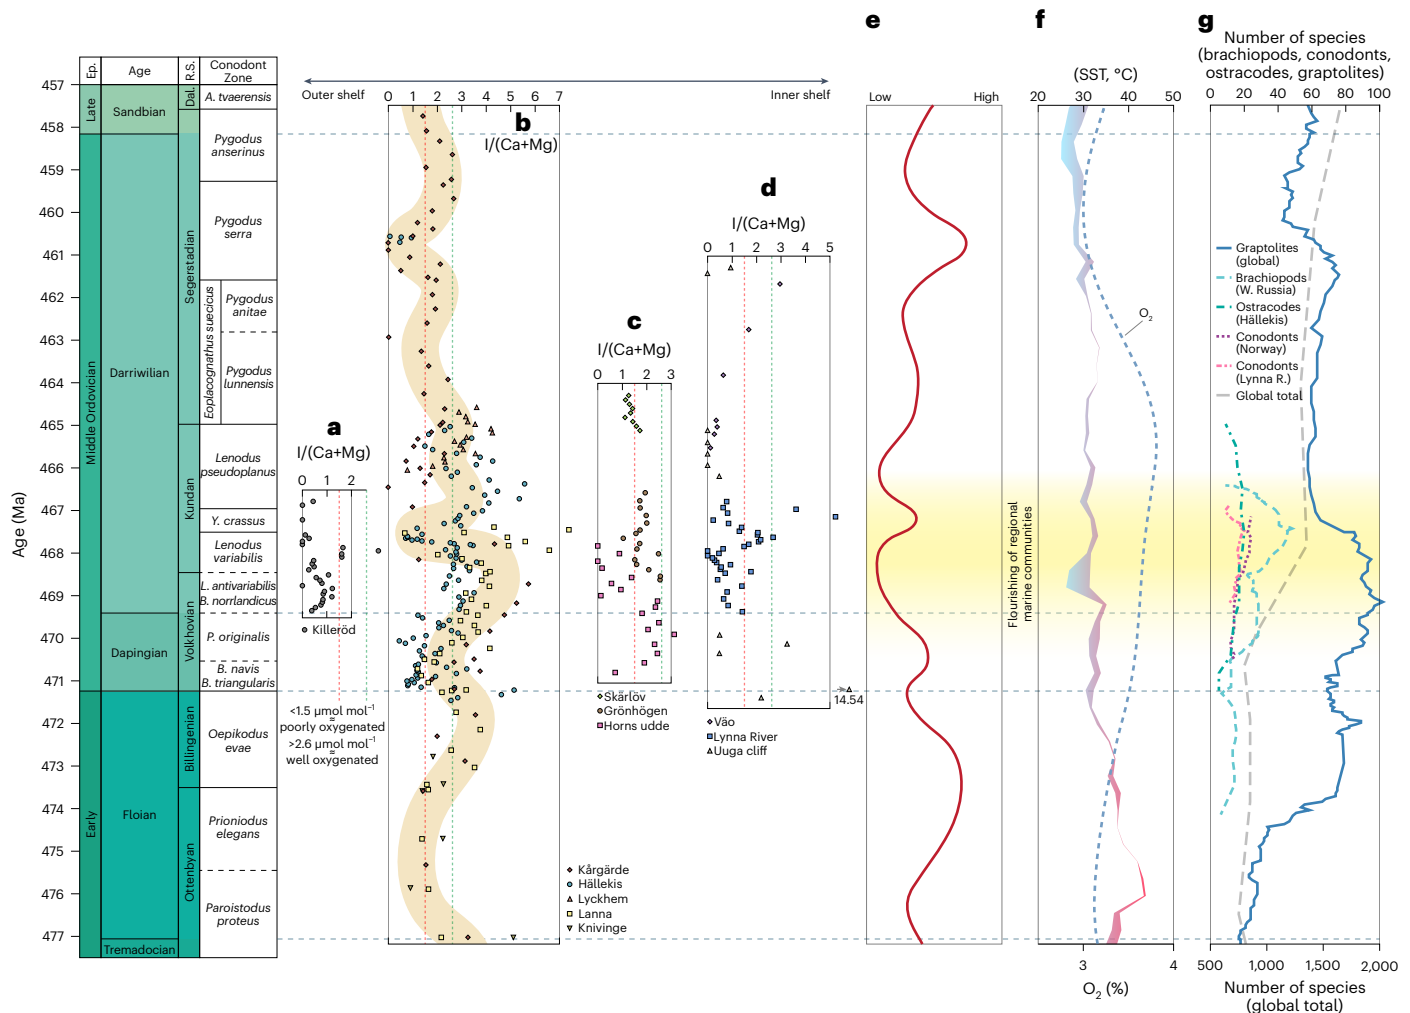 e
f
g
Number of species
(brachiopods, conodonts,
ostracodes, graptolites)
(SST, °C)
Ep.
Age
R.S.
Conodont
Zone
Outer shelf
Inner shelf
Low
High
20 30 40 50
0 20 40 60 80 100
0 1 2 3 4 5 6 7
457
458
459
460
461
462
463
464
465
466
467
468
469
470
471
472
473
474
475
476
477
Age (Ma)
Late
Middle Ordovician
Early
Sandbian
Darriwilian
Dapingian
Floian
Tremadocian
Dal.
Segerstadian
Kundan
Volkhovian
Billingenian
Ottenbyan
A. tvaerensis
Pygodus
anserinus
Pygodus
serra
Eoplacognathus suecicus
Pygodus
anitae
Pygodus
lunnensis
Lenodus
pseudoplanus
Y. crassus
Lenodus
variabilis
L. antivariabilis
B. norrlandicus
P. originalis
B. navis
B. triangularis
Oepikodus
evae
Prioniodus
elegans
Paroistodus
proteus
a
I/(Ca+Mg)
0 1 2
Killeröd
<1.5 µmol mol−1
≈
poorly oxygenated
>2.6 µmol mol−1
≈
well oxygenated
b
I/(Ca+Mg)
Kårgärde
Hällekis
Lyckhem
Lanna
Knivinge
c
I/(Ca+Mg)
0 1 2 3
Skärlöv
Grönhögen
Horns udde
d
I/(Ca+Mg)
0 1 2 3 4 5
14.54
Väo
Lynna River
Uuga cliff
Flourishing of regional
marine communities
O2
Graptolites
(global)
Brachiopods
(W. Russia)
Ostracodes
(Hällekis)
Conodonts
(Norway)
Conodonts
(Lynna R.)
Global total
3 4
O2 (%)
500 1,000 1,500 2,000
Number of species
(global total)